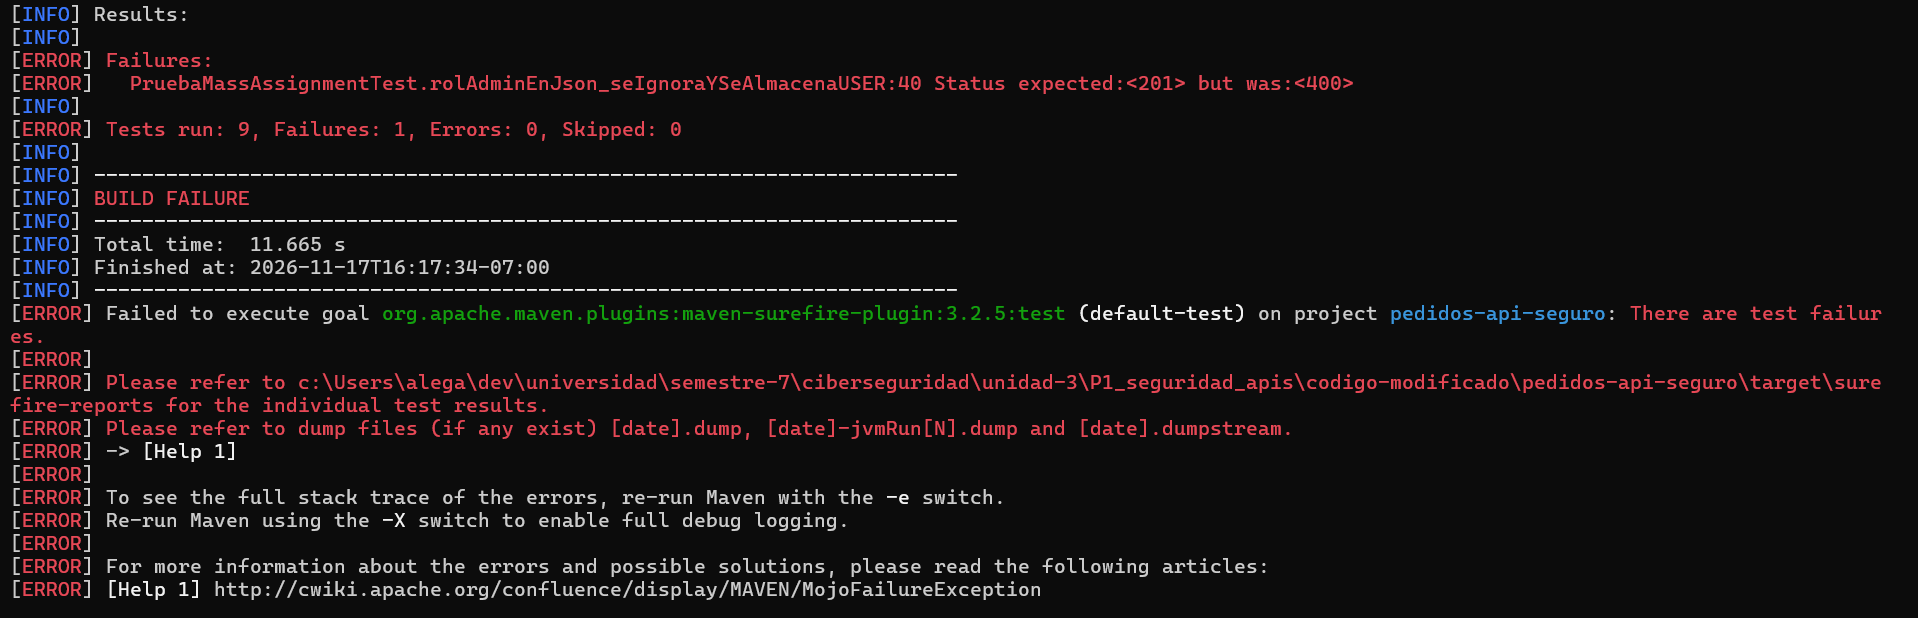 [INFO] Results:
[INFO]
[ERROR] Failures:
[ERROR]   PruebaMassAssignmentTest.rolAdminEnJson_seIgnoraYSeAlmacenaUSER:40 Status expected:<201> but was:<400>
[INFO]
[ERROR] Tests run: 9, Failures: 1, Errors: 0, Skipped: 0
[INFO]
[INFO] ------------------------------------------------------------------------
[INFO] BUILD FAILURE
[INFO] ------------------------------------------------------------------------
[INFO] Total time:  11.665 s
[INFO] Finished at: 2026-11-17T16:17:34-07:00
[INFO] ------------------------------------------------------------------------
[ERROR] Failed to execute goal org.apache.maven.plugins:maven-surefire-plugin:3.2.5:test (default-test) on project pedidos-api-seguro: There are test failur
es.
[ERROR]
[ERROR] Please refer to c:\Users\alega\dev\universidad\semestre-7\ciberseguridad\unidad-3\P1_seguridad_apis\codigo-modificado\pedidos-api-seguro\target\sure
fire-reports for the individual test results.
[ERROR] Please refer to dump files (if any exist) [date].dump, [date]-jvmRun[N].dump and [date].dumpstream.
[ERROR] -> [Help 1]
[ERROR]
[ERROR] To see the full stack trace of the errors, re-run Maven with the -e switch.
[ERROR] Re-run Maven using the -X switch to enable full debug logging.
[ERROR]
[ERROR] For more information about the errors and possible solutions, please read the following articles:
[ERROR] [Help 1] http://cwiki.apache.org/confluence/display/MAVEN/MojoFailureException